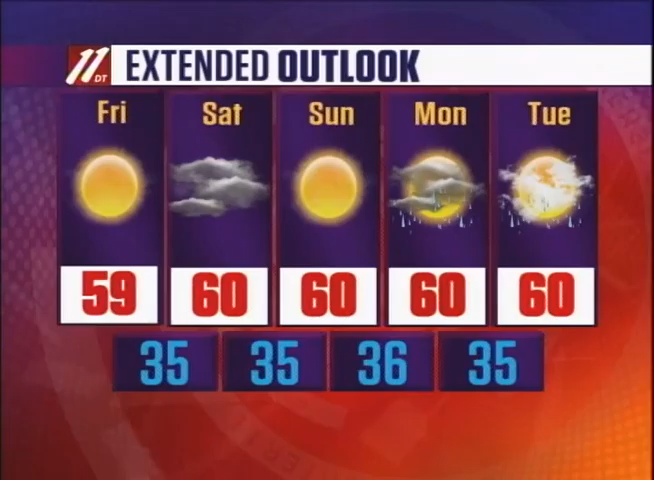 11 DT EXTENDED OUTLOOK
Fri Sat Sun Mon Tue
59 60 60 60 60
35 35 36 35